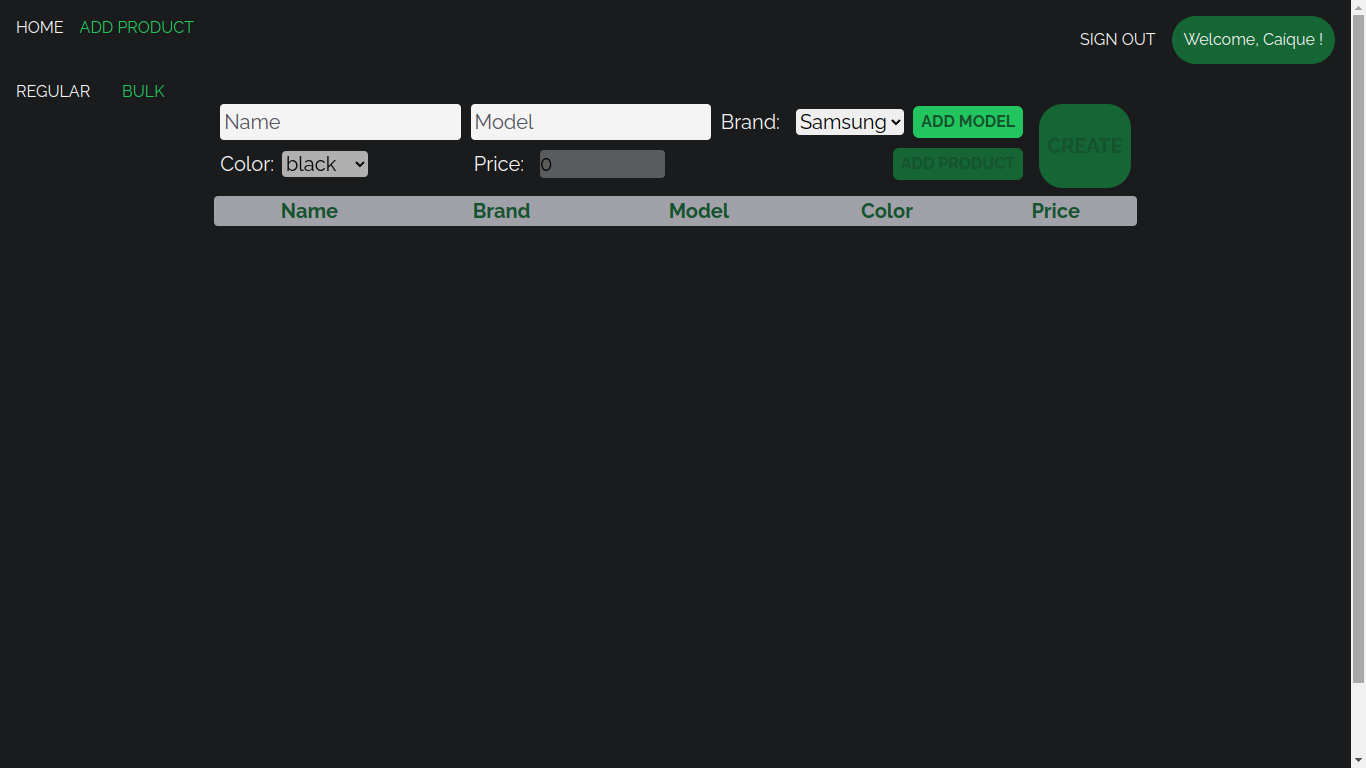 HOME ADD PRODUCT
SIGN OUT Welcome, Caíque !
REGULAR BULK
Name Model Brand: Samsung ADD MODEL CREATE
Color: black Price: 0 ADD PRODUCT
Name Brand Model Color Price